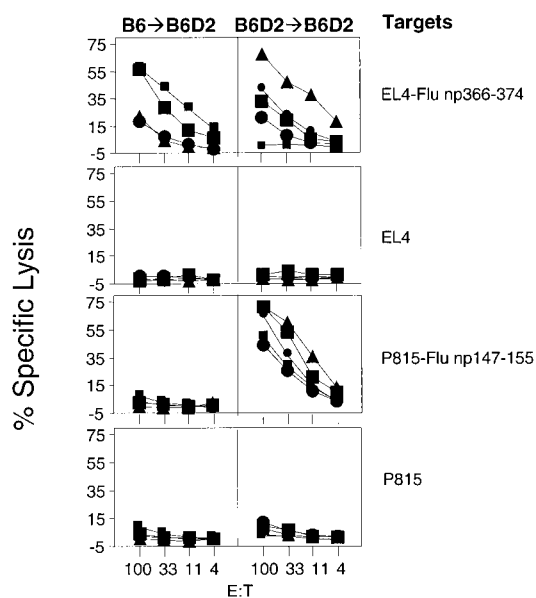 B6→B6D2 B6D2→B6D2 Targets
75
55
35
15
-5
EL4-Flu np366-374
75
55
35
15
-5
EL4
75
55
35
15
-5
P815-Flu np147-155
75
55
35
15
-5
P815
% Specific Lysis
100 33 11 4 100 33 11 4
E:T